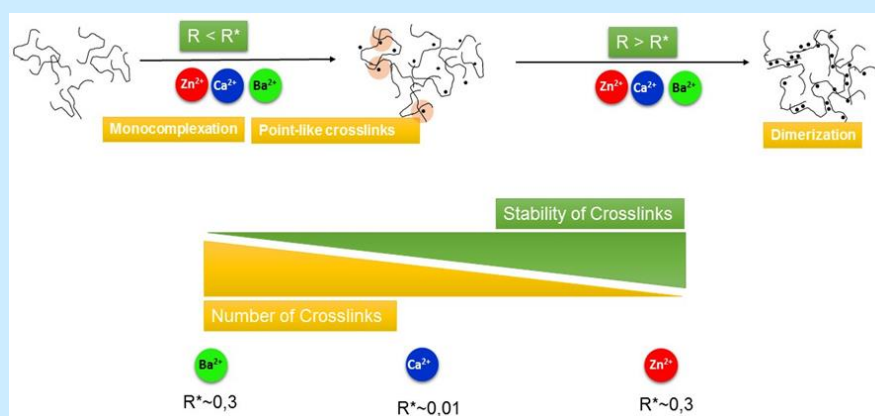 R < R*
R > R*
Zn²⁺ Ca²⁺ Ba²⁺
Zn²⁺ Ca²⁺ Ba²⁺
Monocomplexation Point-like crosslinks
Dimerization
Stability of Crosslinks
Number of Crosslinks
Ba²⁺ Ca²⁺ Zn²⁺
R*~0,3 R*~0,01 R*~0,3